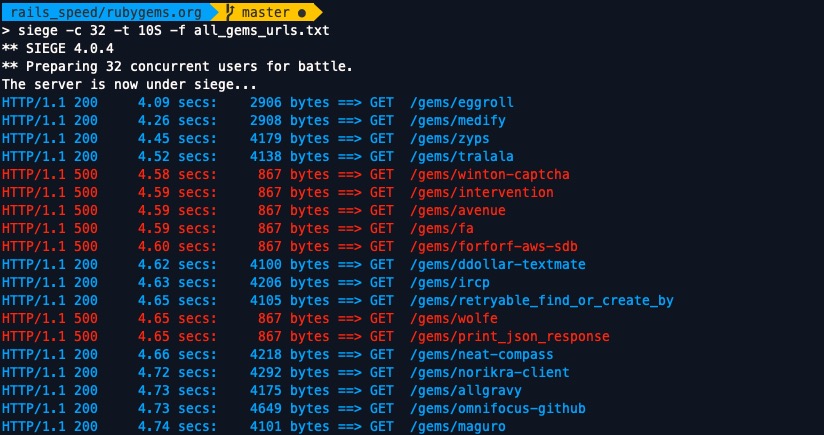 rails_speed/rubygems.org master ●
> siege -c 32 -t 10S -f all_gems_urls.txt
** SIEGE 4.0.4
** Preparing 32 concurrent users for battle.
The server is now under siege...
HTTP/1.1 200     4.09 secs:    2906 bytes ==> GET  /gems/eggroll
HTTP/1.1 200     4.26 secs:    2908 bytes ==> GET  /gems/medify
HTTP/1.1 200     4.45 secs:    4179 bytes ==> GET  /gems/zyps
HTTP/1.1 200     4.52 secs:    4138 bytes ==> GET  /gems/tralala
HTTP/1.1 500     4.58 secs:     867 bytes ==> GET  /gems/winton-captcha
HTTP/1.1 500     4.59 secs:     867 bytes ==> GET  /gems/intervention
HTTP/1.1 500     4.59 secs:     867 bytes ==> GET  /gems/avenue
HTTP/1.1 500     4.59 secs:     867 bytes ==> GET  /gems/fa
HTTP/1.1 500     4.60 secs:     867 bytes ==> GET  /gems/forforf-aws-sdb
HTTP/1.1 200     4.62 secs:    4100 bytes ==> GET  /gems/ddollar-textmate
HTTP/1.1 200     4.63 secs:    4206 bytes ==> GET  /gems/ircp
HTTP/1.1 200     4.65 secs:    4105 bytes ==> GET  /gems/retryable_find_or_create_by
HTTP/1.1 500     4.65 secs:     867 bytes ==> GET  /gems/wolfe
HTTP/1.1 500     4.65 secs:     867 bytes ==> GET  /gems/print_json_response
HTTP/1.1 200     4.66 secs:    4218 bytes ==> GET  /gems/neat-compass
HTTP/1.1 200     4.72 secs:    4292 bytes ==> GET  /gems/norikra-client
HTTP/1.1 200     4.73 secs:    4175 bytes ==> GET  /gems/allgravy
HTTP/1.1 200     4.73 secs:    4649 bytes ==> GET  /gems/omnifocus-github
HTTP/1.1 200     4.74 secs:    4101 bytes ==> GET  /gems/maguro